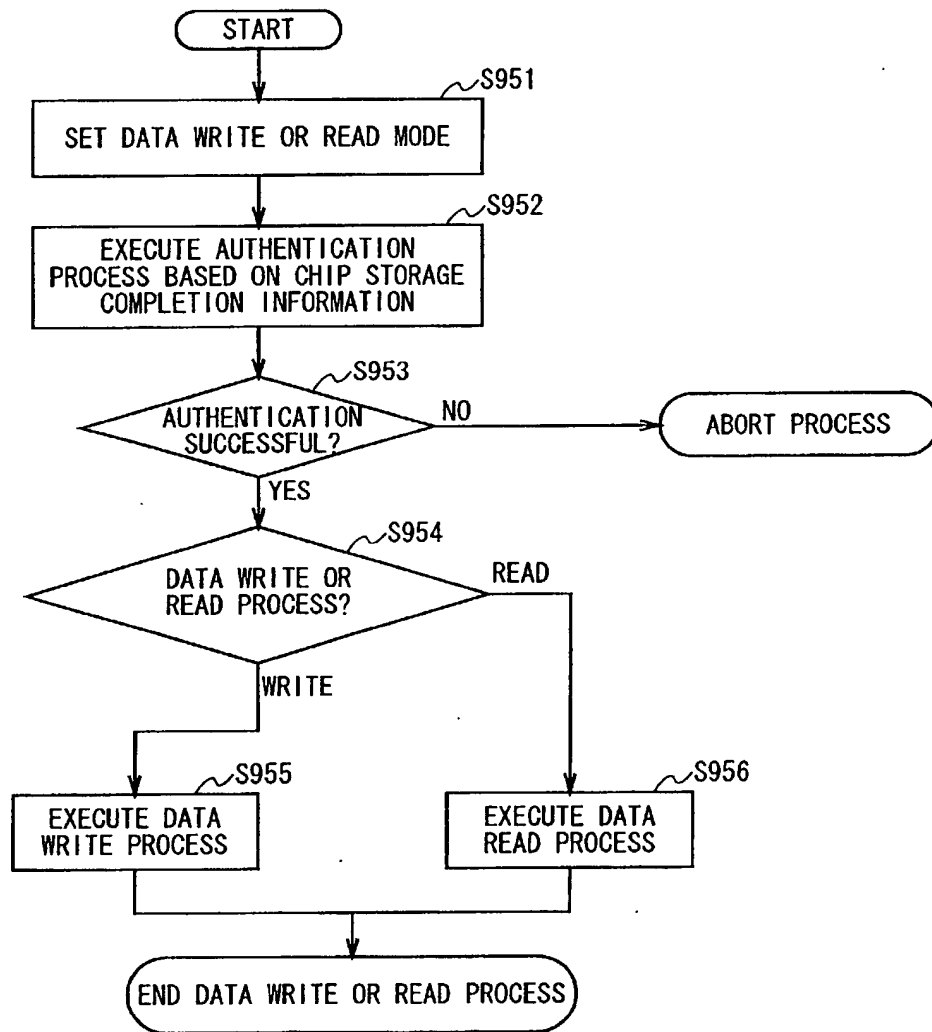 START
S951
SET DATA WRITE OR READ MODE
S952
EXECUTE AUTHENTICATION
PROCESS BASED ON CHIP STORAGE
COMPLETION INFORMATION
S953
AUTHENTICATION
SUCCESSFUL?
NO
ABORT PROCESS
YES
S954
DATA WRITE OR
READ PROCESS?
READ
WRITE
S955
EXECUTE DATA
WRITE PROCESS
S956
EXECUTE DATA
READ PROCESS
END DATA WRITE OR READ PROCESS